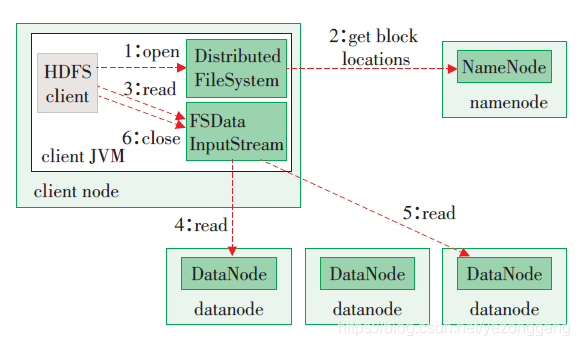 1:open
Distributed
FileSystem
2:get block
locations
NameNode
namenode
HDFS
client
3:read
FSData
InputStream
6:close
client JVM
client node
4:read
5:read
DataNode
datanode
DataNode
datanode
DataNode
datanode
https://blog.csdn.net/yezonggang